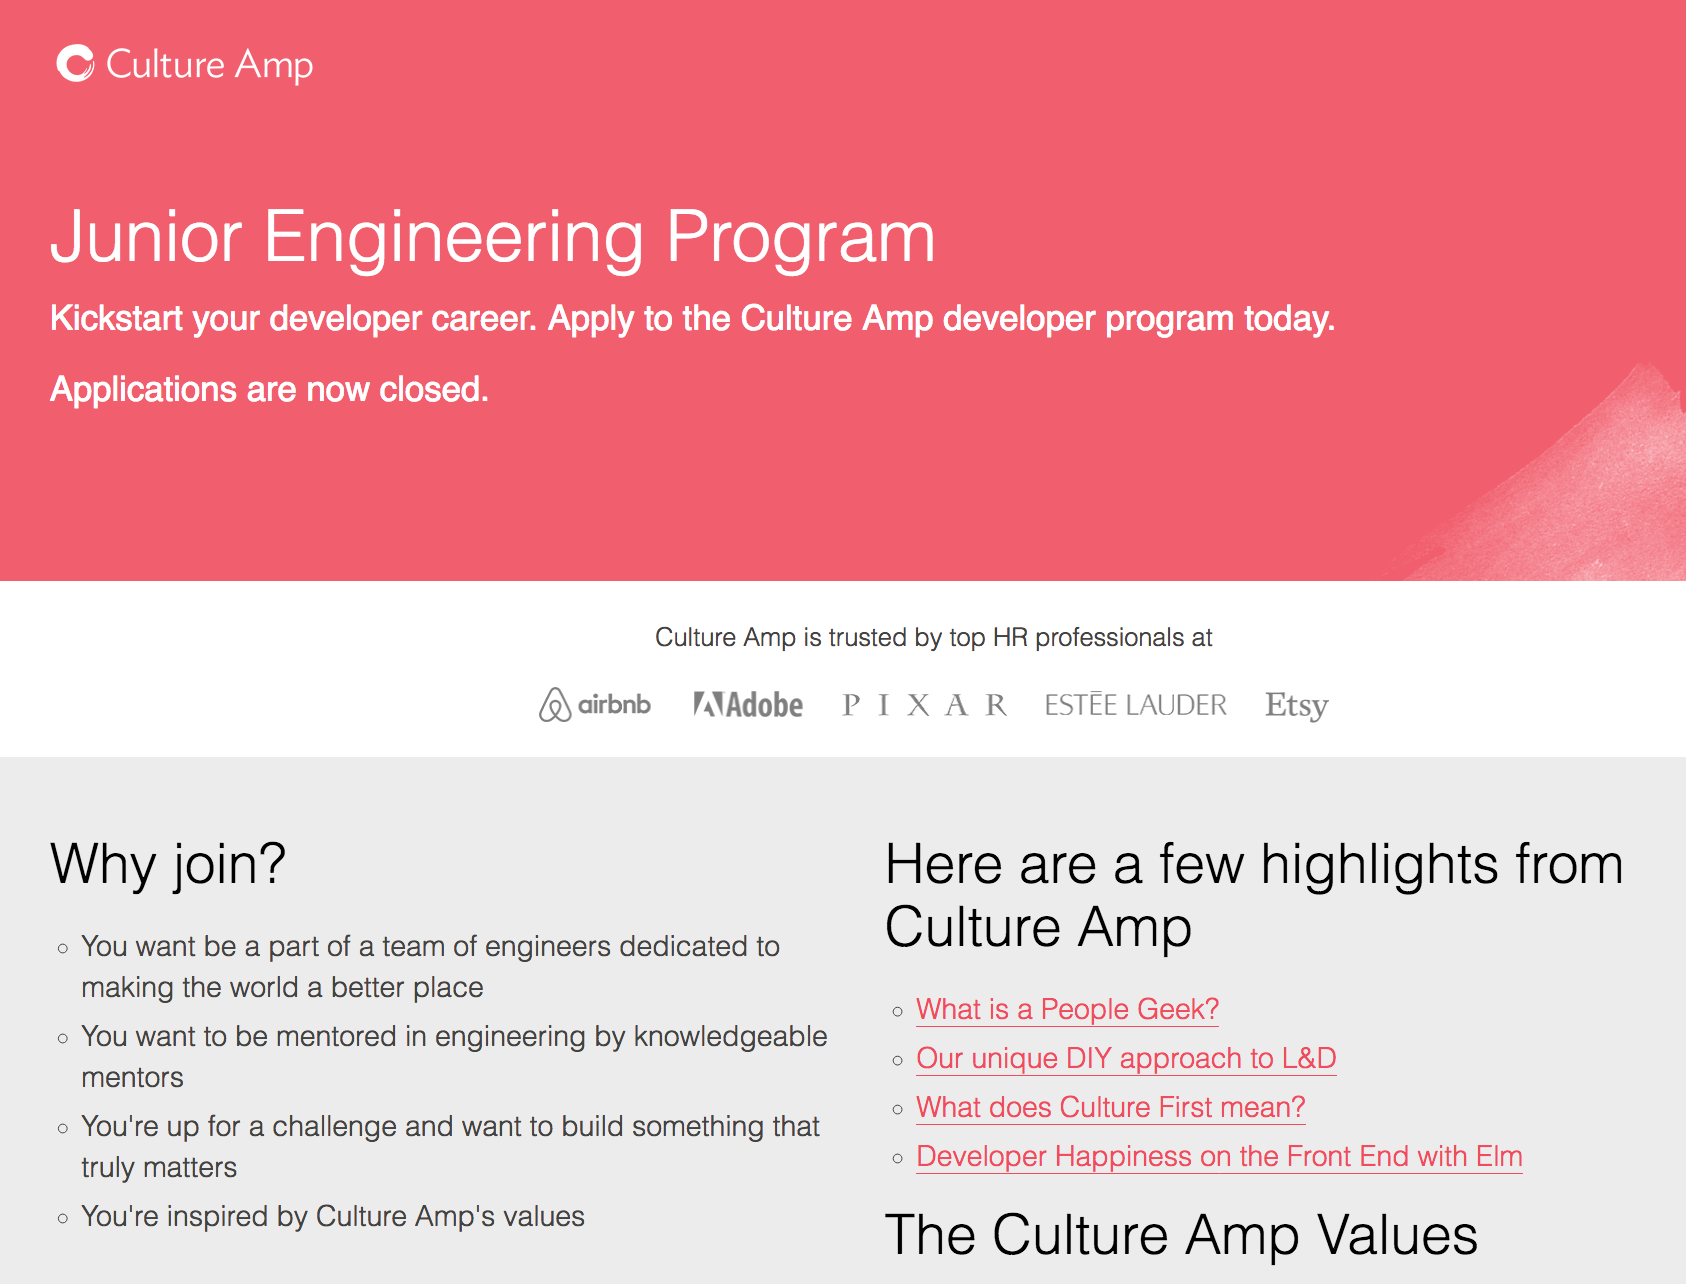 Culture Amp
Junior Engineering Program
Kickstart your developer career. Apply to the Culture Amp developer program today.
Applications are now closed.
Culture Amp is trusted by top HR professionals at
airbnb Adobe PIXAR ESTĒE LAUDER Etsy
Why join?
You want be a part of a team of engineers dedicated to
making the world a better place
You want to be mentored in engineering by knowledgeable
mentors
You're up for a challenge and want to build something that
truly matters
You're inspired by Culture Amp's values
Here are a few highlights from
Culture Amp
What is a People Geek?
Our unique DIY approach to L&D
What does Culture First mean?
Developer Happiness on the Front End with Elm
The Culture Amp Values